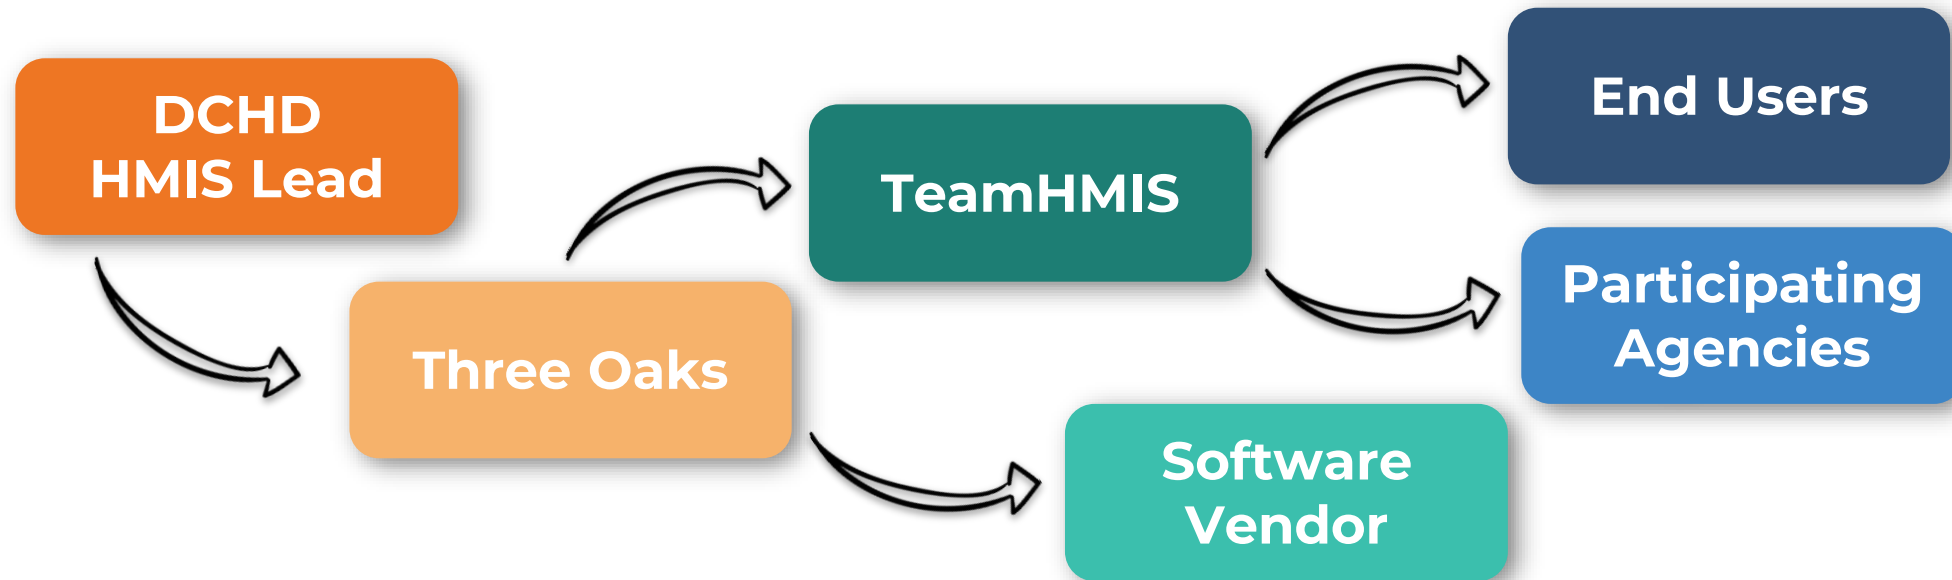 DCHD
HMIS Lead
Three Oaks
TeamHMIS
Software
Vendor
End Users
Participating
Agencies